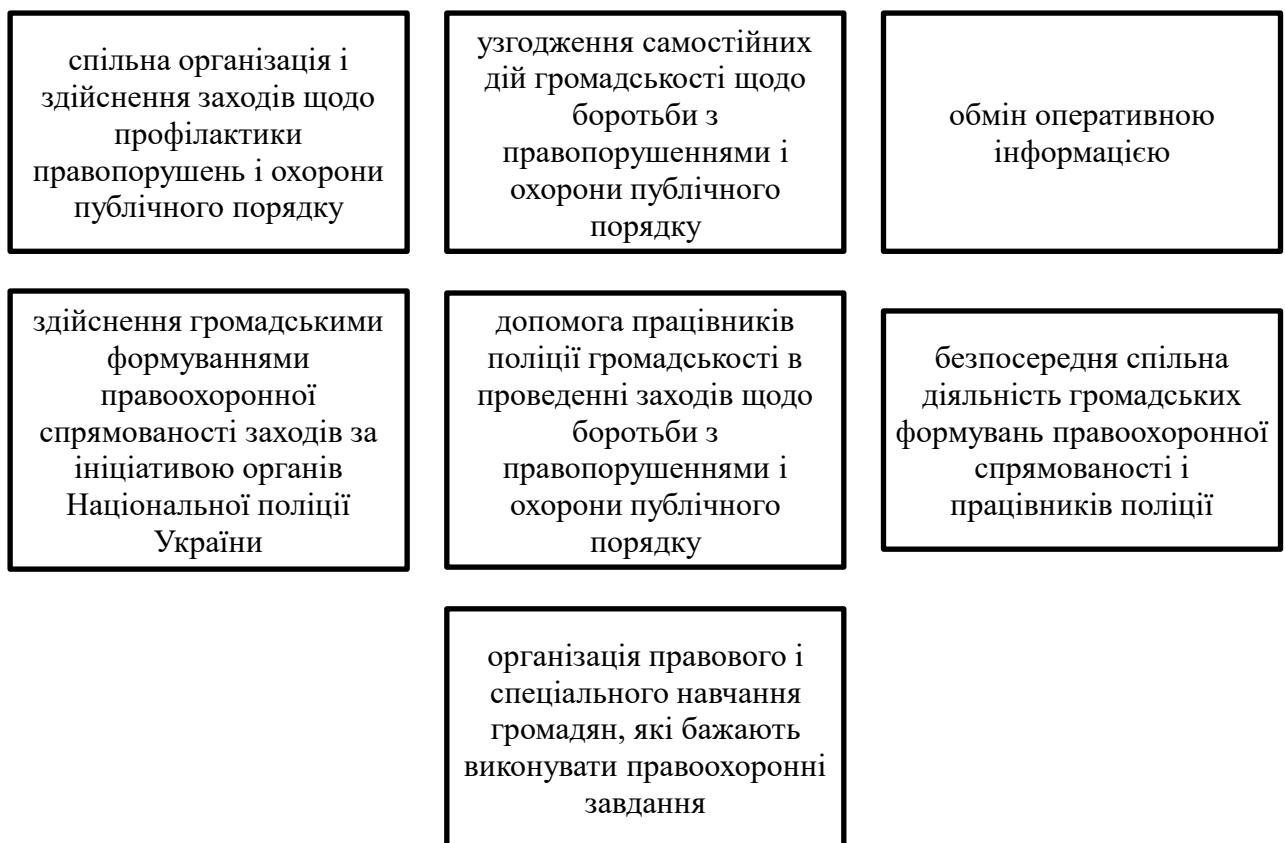 спільна організація і
здійснення заходів щодо
профілактики
правопорушень і охорони
публічного порядку
узгодження самостійних
дій громадськості щодо
боротьби з
правопорушеннями і
охорони публічного
порядку
обмін оперативною
інформацією
здійснення громадськими
формуваннями
правоохоронної
спрямованості заходів за
ініціативою органів
Національної поліції
України
допомога працівників
поліції громадськості в
проведенні заходів щодо
боротьби з
правопорушеннями і
охорони публічного
порядку
безпосередня спільна
діяльність громадських
формувань правоохоронної
спрямованості і
працівників поліції
організація правового і
спеціального навчання
громадян, які бажають
виконувати правоохоронні
завдання